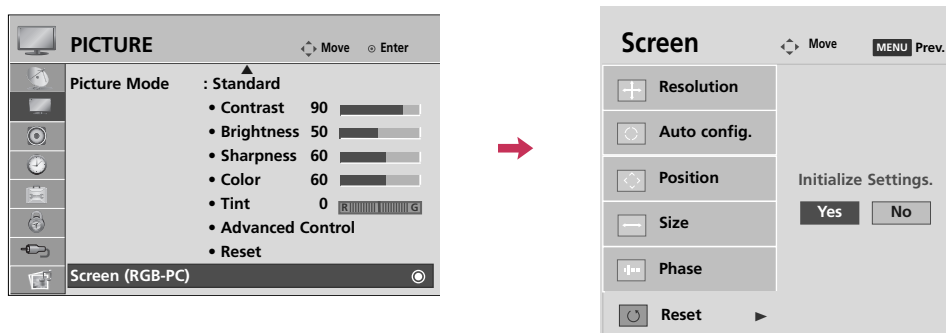 PICTURE
Move
Enter
Picture Mode : Standard
• Contrast 90
• Brightness 50
• Sharpness 60
• Color 60
• Tint 0 R G
• Advanced Control
• Reset
Screen (RGB-PC)
Screen
Move
MENU Prev.
Resolution
Auto config.
Position
Size
Phase
Reset
Initialize Settings.
Yes No